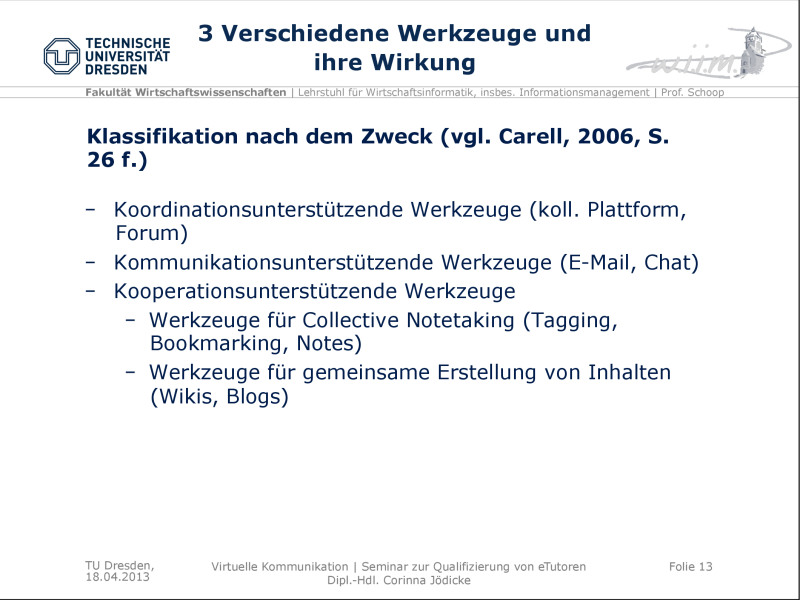 3 Verschiedene Werkzeuge und
ihre Wirkung
TECHNISCHE
UNIVERSITÄT
DRESDEN
w.i.i.m.
Fakultät Wirtschaftswissenschaften | Lehrstuhl für Wirtschaftsinformatik, insbes. Informationsmanagement | Prof. Schoop
Klassifikation nach dem Zweck (vgl. Carell, 2006, S.
26 f.)
– Koordinationsunterstützende Werkzeuge (koll. Plattform,
Forum)
– Kommunikationsunterstützende Werkzeuge (E-Mail, Chat)
– Kooperationsunterstützende Werkzeuge
– Werkzeuge für Collective Notetaking (Tagging,
Bookmarking, Notes)
– Werkzeuge für gemeinsame Erstellung von Inhalten
(Wikis, Blogs)
TU Dresden,
18.04.2013
Virtuelle Kommunikation | Seminar zur Qualifizierung von eTutoren
Dipl.-Hdl. Corinna Jödicke
Folie 13